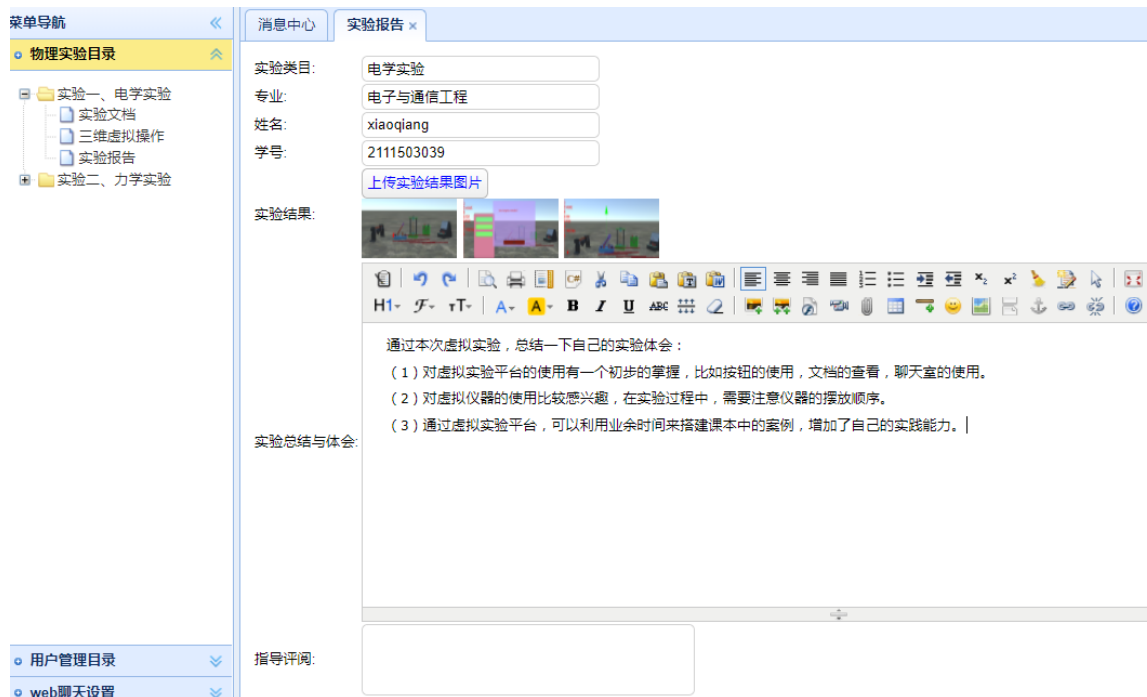 菜单导航
物理实验目录
实验一、电学实验
实验文档
三维虚拟操作
实验报告
实验二、力学实验
用户管理目录
web聊天设置
消息中心
实验报告
实验类目:
电学实验
专业:
电子与通信工程
姓名:
xiaoqiang
学号:
2111503039
上传实验结果图片
实验结果:
H1 F TT A A B I U ABC
实验总结与体会:
通过本次虚拟实验，总结一下自己的实验体会：
（1）对虚拟实验平台的使用有一个初步的掌握，比如按钮的使用，文档的查看，聊天室的使用。
（2）对虚拟仪器的使用比较感兴趣，在实验过程中，需要注意仪器的摆放顺序。
（3）通过虚拟实验平台，可以利用业余时间来搭建课本中的案例，增加了自己的实践能力。
指导评阅: